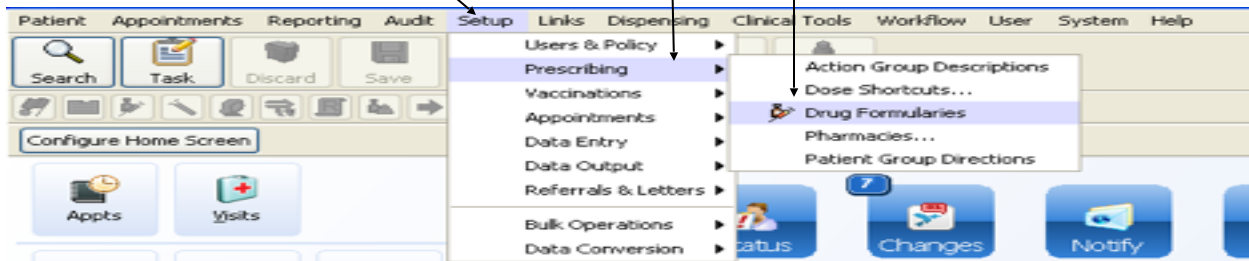 Patient Appointments Reporting Audit Setup Links Dispensing Clinical Tools Workflow User System Help
Search Task Discard Save
Configure Home Screen
Appts Visits
Users & Policy
Prescribing
Vaccinations
Appointments
Data Entry
Data Output
Referrals & Letters
Bulk Operations
Data Conversion
Action Group Descriptions
Dose Shortcuts...
Drug Formularies
Pharmacies...
Patient Group Directions
7
tatus Changes Notify